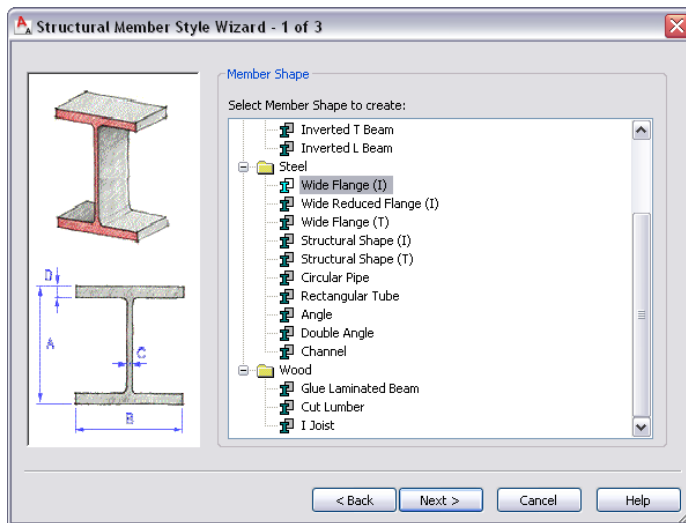 Structural Member Style Wizard - 1 of 3
Member Shape
Select Member Shape to create:
Inverted T Beam
Inverted L Beam
Steel
Wide Flange (I)
Wide Reduced Flange (I)
Wide Flange (T)
Structural Shape (I)
Structural Shape (T)
Circular Pipe
Rectangular Tube
Angle
Double Angle
Channel
Wood
Glue Laminated Beam
Cut Lumber
I Joist
D
A
C
B
< Back Next > Cancel Help